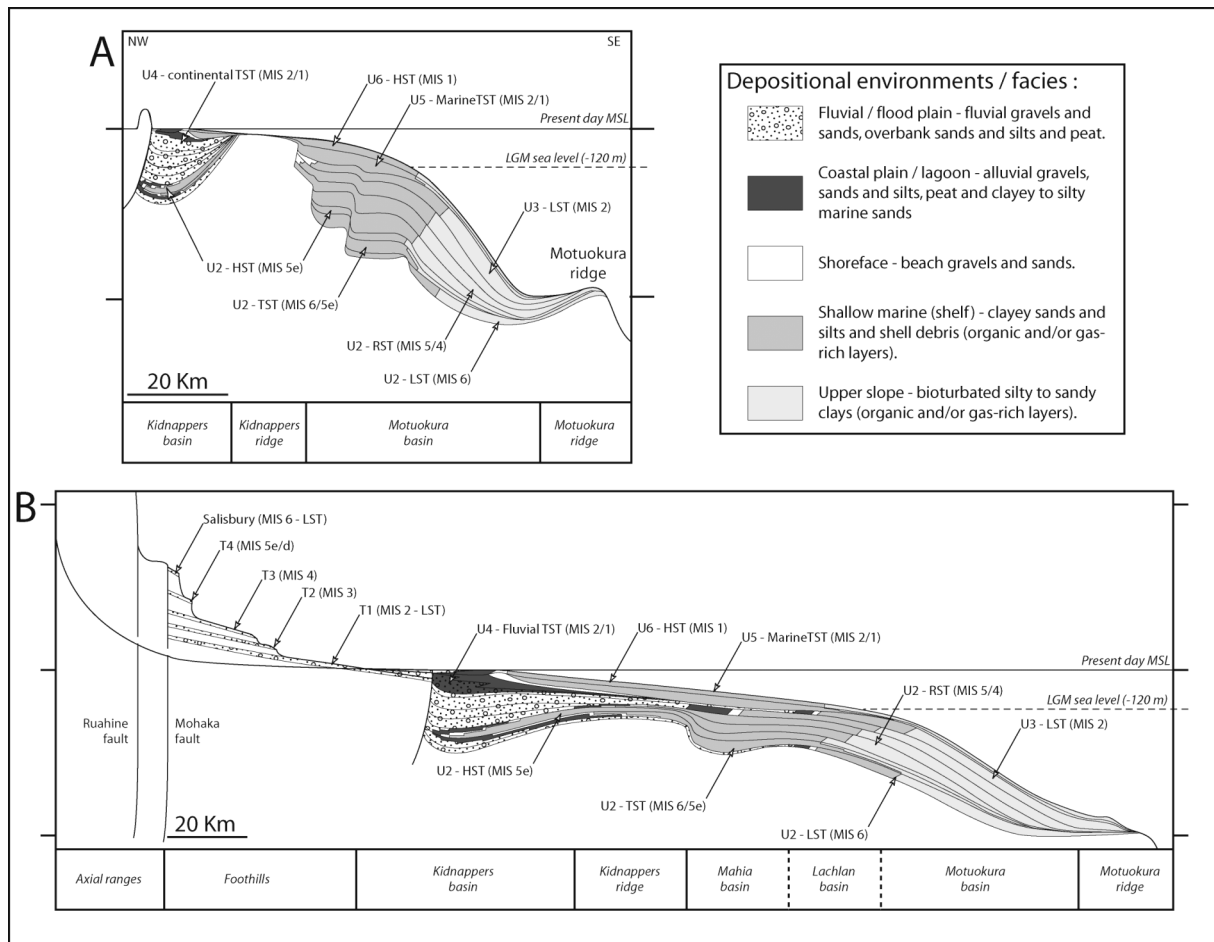 A
NW
SE
U4 - continental TST (MIS 2/1)
U6 - HST (MIS 1)
U5 - MarineTST (MIS 2/1)
Present day MSL
LGM sea level (-120 m)
U3 - LST (MIS 2)
Motuokura
ridge
U2 - HST (MIS 5e)
U2 - TST (MIS 6/5e)
U2 - RST (MIS 5/4)
U2 - LST (MIS 6)
20 Km
Kidnappers
basin
Kidnappers
ridge
Motuokura
basin
Motuokura
ridge
Depositional environments / facies :
Fluvial / flood plain - fluvial gravels and
sands, overbank sands and silts and peat.
Coastal plain / lagoon - alluvial gravels,
sands and silts, peat and clayey to silty
marine sands
Shoreface - beach gravels and sands.
Shallow marine (shelf) - clayey sands and
silts and shell debris (organic and/or gas-
rich layers).
Upper slope - bioturbated silty to sandy
clays (organic and/or gas-rich layers).
B
Salisbury (MIS 6 - LST)
T4 (MIS 5e/d)
T3 (MIS 4)
T2 (MIS 3)
T1 (MIS 2 - LST)
U4 - Fluvial TST (MIS 2/1)
U6 - HST (MIS 1)
U5 - MarineTST (MIS 2/1)
Present day MSL
LGM sea level (-120 m)
U2 - RST (MIS 5/4)
U3 - LST (MIS 2)
Ruahine
fault
Mohaka
fault
U2 - HST (MIS 5e)
U2 - TST (MIS 6/5e)
U2 - LST (MIS 6)
20 Km
Axial ranges
Foothills
Kidnappers
basin
Kidnappers
ridge
Mahia
basin
Lachlan
basin
Motuokura
basin
Motuokura
ridge